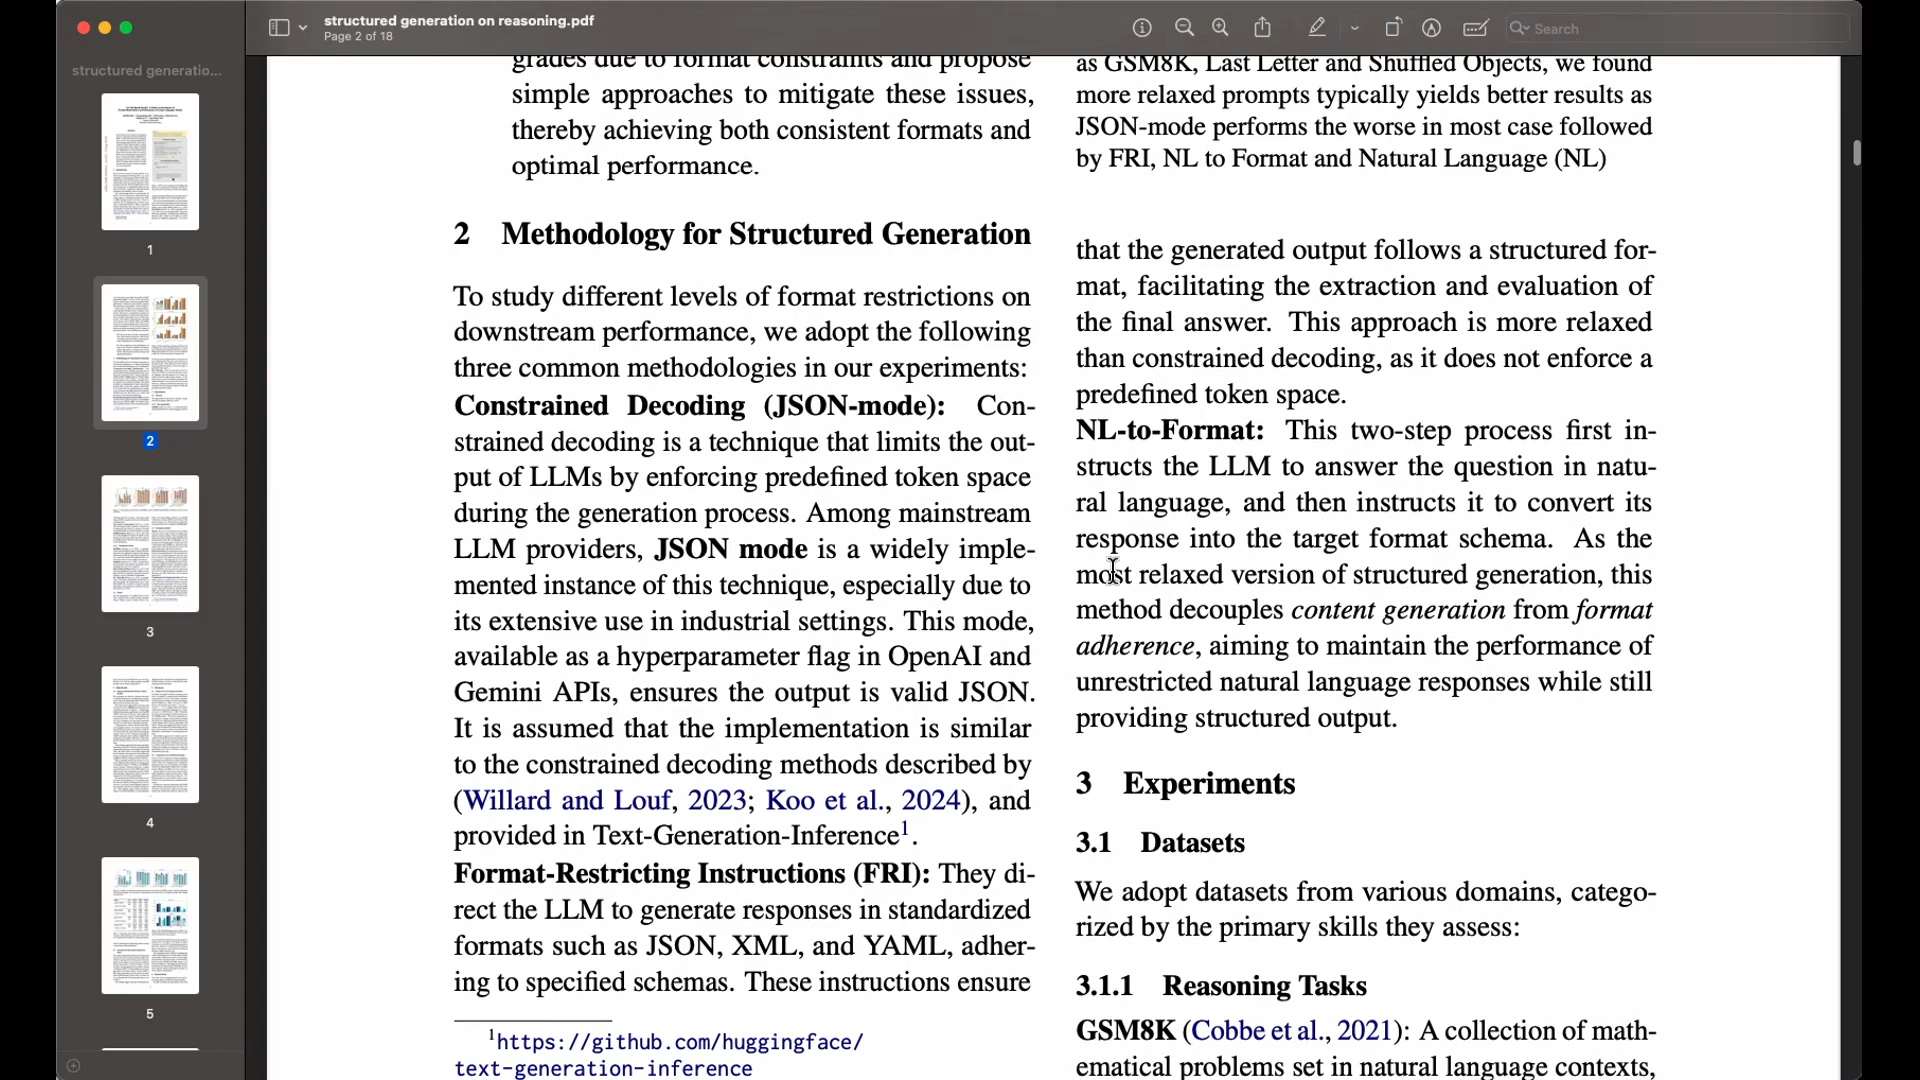 structured generation on reasoning.pdf
Page 2 of 18
Search
structured generatio...
1
2
3
4
5
grades due to format constraints and propose
simple approaches to mitigate these issues,
thereby achieving both consistent formats and
optimal performance.
2 Methodology for Structured Generation
To study different levels of format restrictions on
downstream performance, we adopt the following
three common methodologies in our experiments:
Constrained Decoding (JSON-mode): Con-
strained decoding is a technique that limits the out-
put of LLMs by enforcing predefined token space
during the generation process. Among mainstream
LLM providers, JSON mode is a widely imple-
mented instance of this technique, especially due to
its extensive use in industrial settings. This mode,
available as a hyperparameter flag in OpenAI and
Gemini APIs, ensures the output is valid JSON.
It is assumed that the implementation is similar
to the constrained decoding methods described by
(Willard and Louf, 2023; Koo et al., 2024), and
provided in Text-Generation-Inference1.
Format-Restricting Instructions (FRI): They di-
rect the LLM to generate responses in standardized
formats such as JSON, XML, and YAML, adher-
ing to specified schemas. These instructions ensure
1https://github.com/huggingface/
text-generation-inference
as GSM8K, Last Letter and Shuffled Objects, we found
more relaxed prompts typically yields better results as
JSON-mode performs the worse in most case followed
by FRI, NL to Format and Natural Language (NL)
that the generated output follows a structured for-
mat, facilitating the extraction and evaluation of
the final answer. This approach is more relaxed
than constrained decoding, as it does not enforce a
predefined token space.
NL-to-Format: This two-step process first in-
structs the LLM to answer the question in natu-
ral language, and then instructs it to convert its
response into the target format schema. As the
most relaxed version of structured generation, this
method decouples content generation from format
adherence, aiming to maintain the performance of
unrestricted natural language responses while still
providing structured output.
3 Experiments
3.1 Datasets
We adopt datasets from various domains, catego-
rized by the primary skills they assess:
3.1.1 Reasoning Tasks
GSM8K (Cobbe et al., 2021): A collection of math-
ematical problems set in natural language contexts,